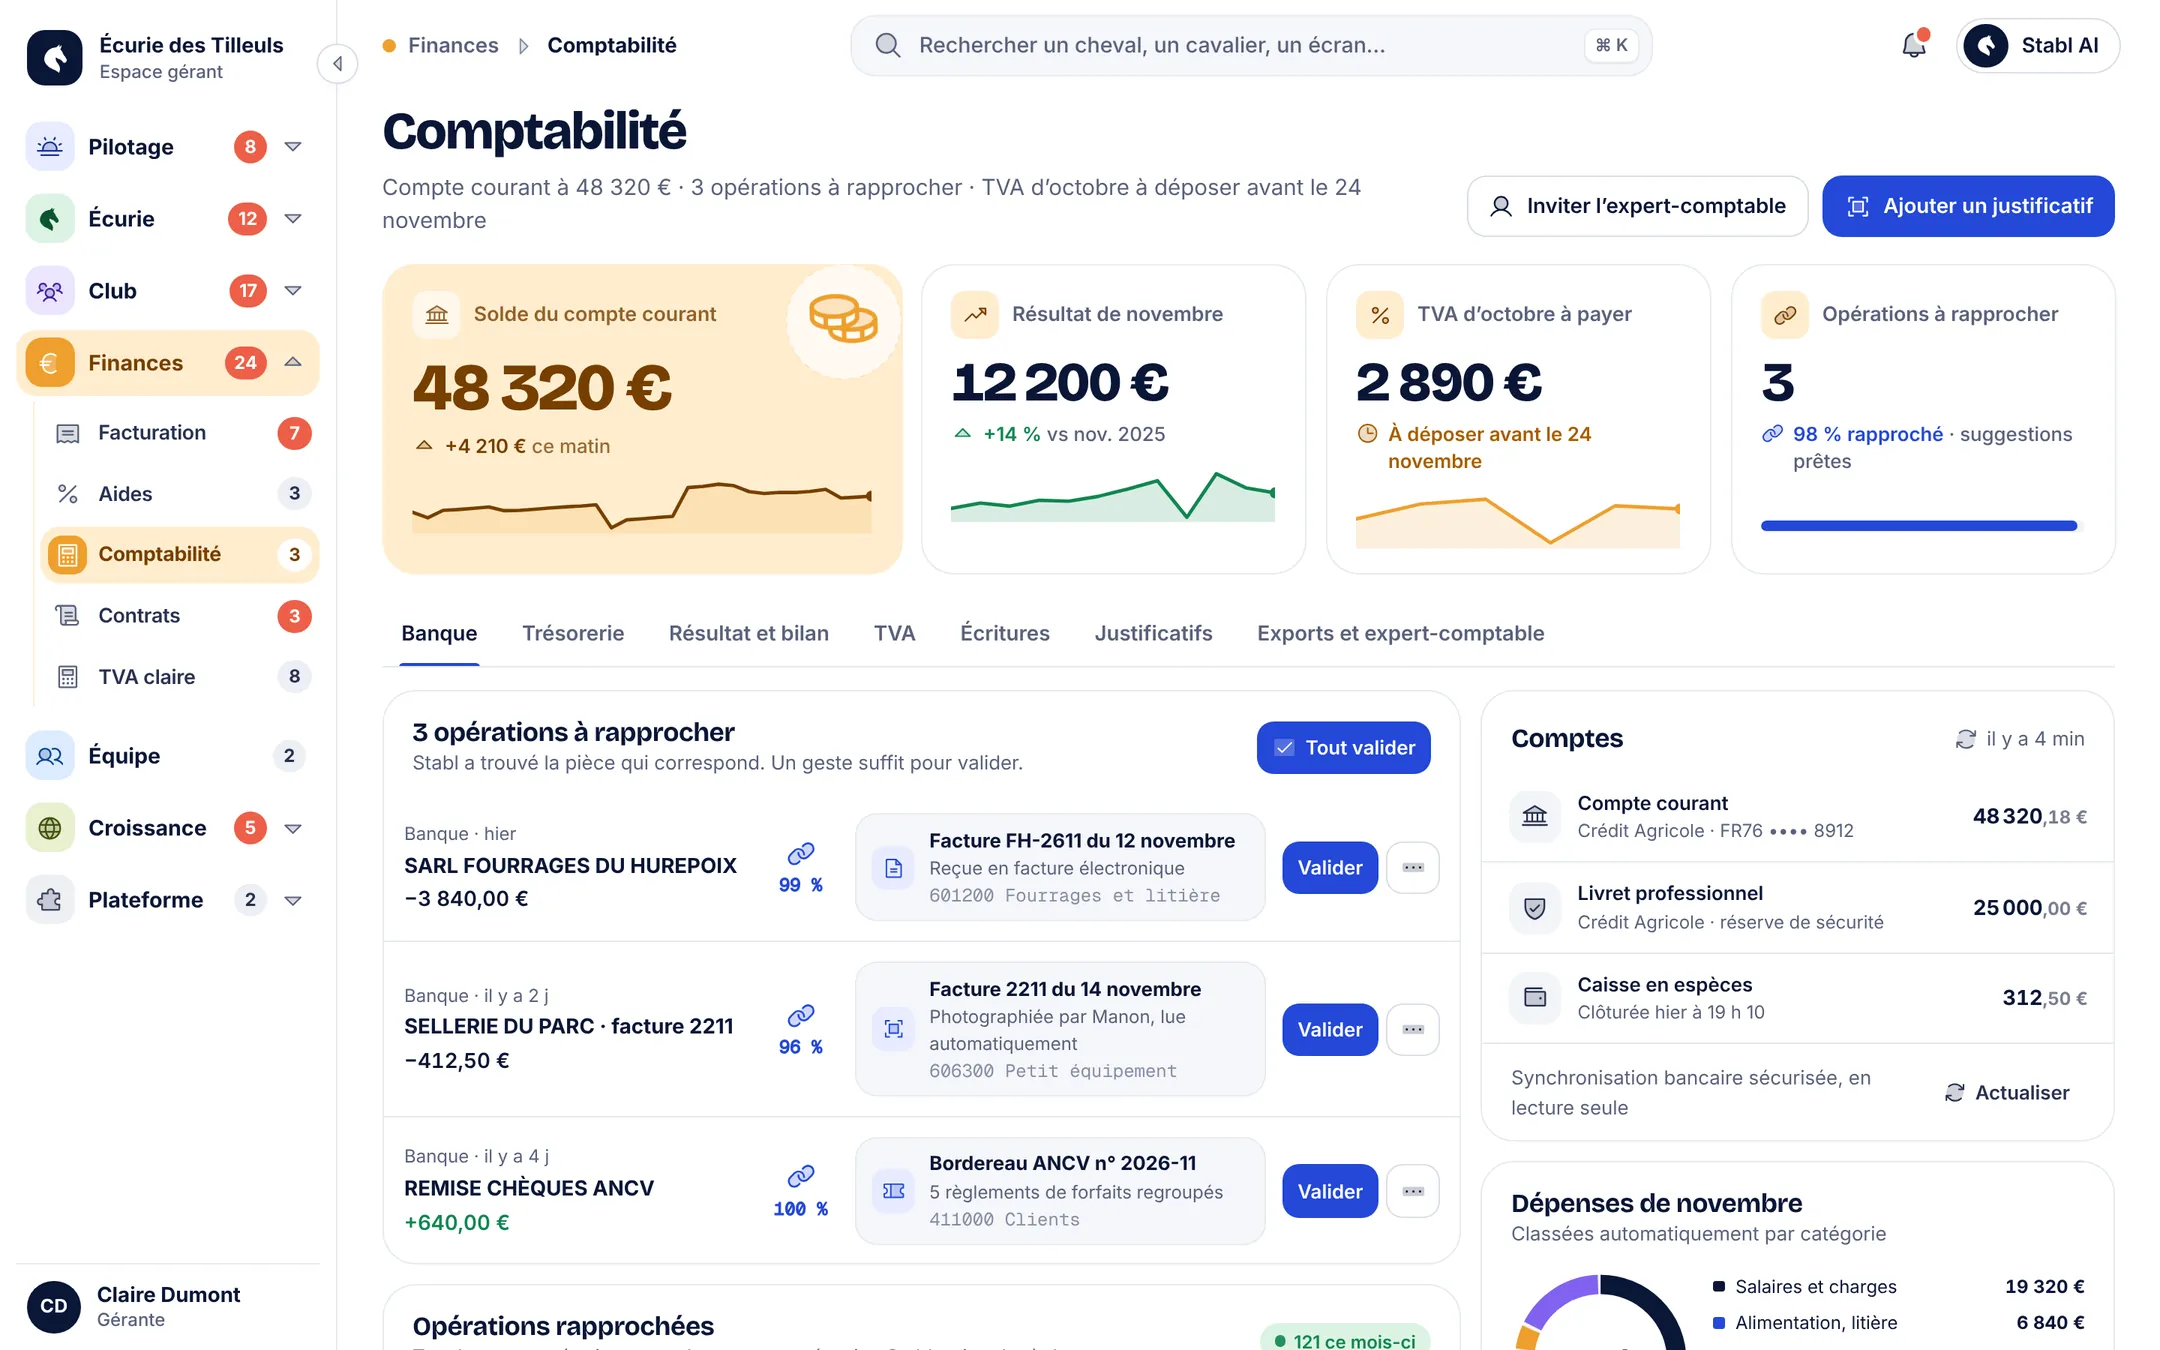 Écurie des Tilleuls
Espace gérant
Pilotage 8
Écurie 12
Club 17
Finances 24
Facturation 7
Aides 3
Comptabilité 3
Contrats 3
TVA claire 8
Équipe 2
Croissance 5
Plateforme 2
CD
Claire Dumont
Gérante
Finances Comptabilité
Rechercher un cheval, un cavalier, un écran...
⌘ K
Stabl AI
Comptabilité
Compte courant à 48 320 € · 3 opérations à rapprocher · TVA d’octobre à déposer avant le 24
novembre
Inviter l’expert-comptable
Ajouter un justificatif
Solde du compte courant
48 320 €
+4 210 € ce matin
Résultat de novembre
12 200 €
+14 % vs nov. 2025
TVA d’octobre à payer
2 890 €
À déposer avant le 24
novembre
Opérations à rapprocher
3
98 % rapproché · suggestions
prêtes
Banque Trésorerie Résultat et bilan TVA Écritures Justificatifs Exports et expert-comptable
3 opérations à rapprocher
Stabl a trouvé la pièce qui correspond. Un geste suffit pour valider.
Tout valider
Banque · hier
SARL FOURRAGES DU HUREPOIX
−3 840,00 €
99 %
Facture FH-2611 du 12 novembre
Reçue en facture électronique
601200 Fourrages et litière
Valider
Banque · il y a 2 j
SELLERIE DU PARC · facture 2211
−412,50 €
96 %
Facture 2211 du 14 novembre
Photographiée par Manon, lue
automatiquement
606300 Petit équipement
Valider
Banque · il y a 4 j
REMISE CHÈQUES ANCV
+640,00 €
100 %
Bordereau ANCV n° 2026-11
5 règlements de forfaits regroupés
411000 Clients
Valider
Opérations rapprochées
121 ce mois-ci
Comptes
il y a 4 min
Compte courant
Crédit Agricole · FR76 •••• 8912
48 320,18 €
Livret professionnel
Crédit Agricole · réserve de sécurité
25 000,00 €
Caisse en espèces
Clôturée hier à 19 h 10
312,50 €
Synchronisation bancaire sécurisée, en
lecture seule
Actualiser
Dépenses de novembre
Classées automatiquement par catégorie
Salaires et charges 19 320 €
Alimentation, litière 6 840 €